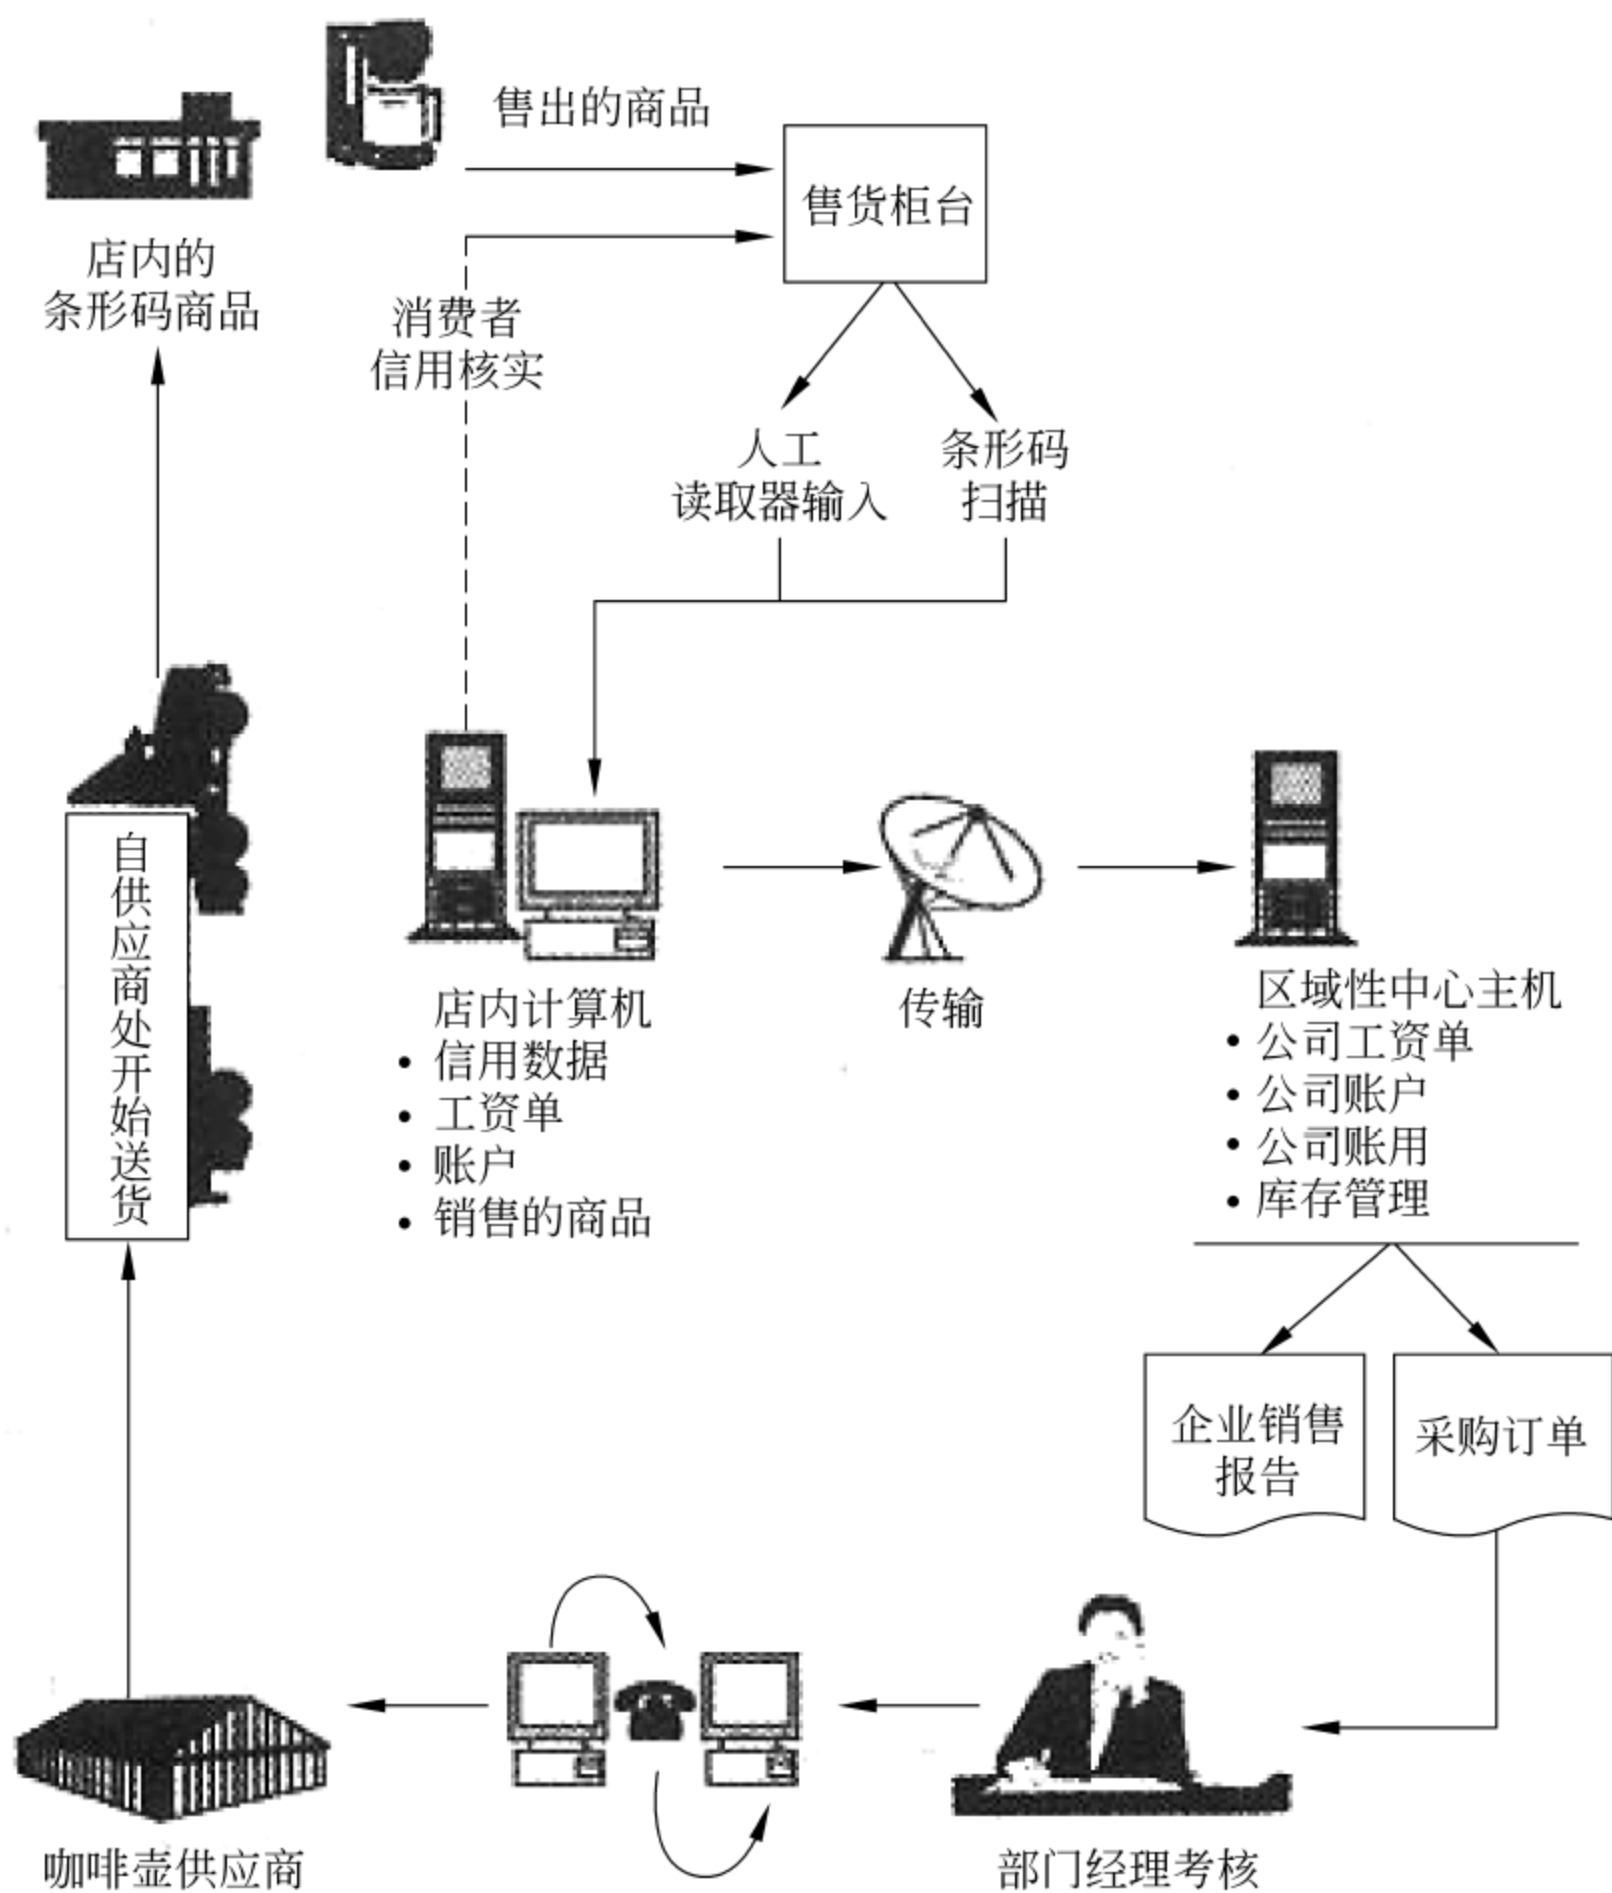 售出的商品
售货柜台
店内的
条形码商品
消费者
信用核实
人工
读取器输入
条形码
扫描
自供应商处开始送货
店内计算机
• 信用数据
• 工资单
• 账户
• 销售的商品
传输
区域性中心主机
• 公司工资单
• 公司账户
• 公司账用
• 库存管理
企业销售
报告
采购订单
咖啡壶供应商
部门经理考核